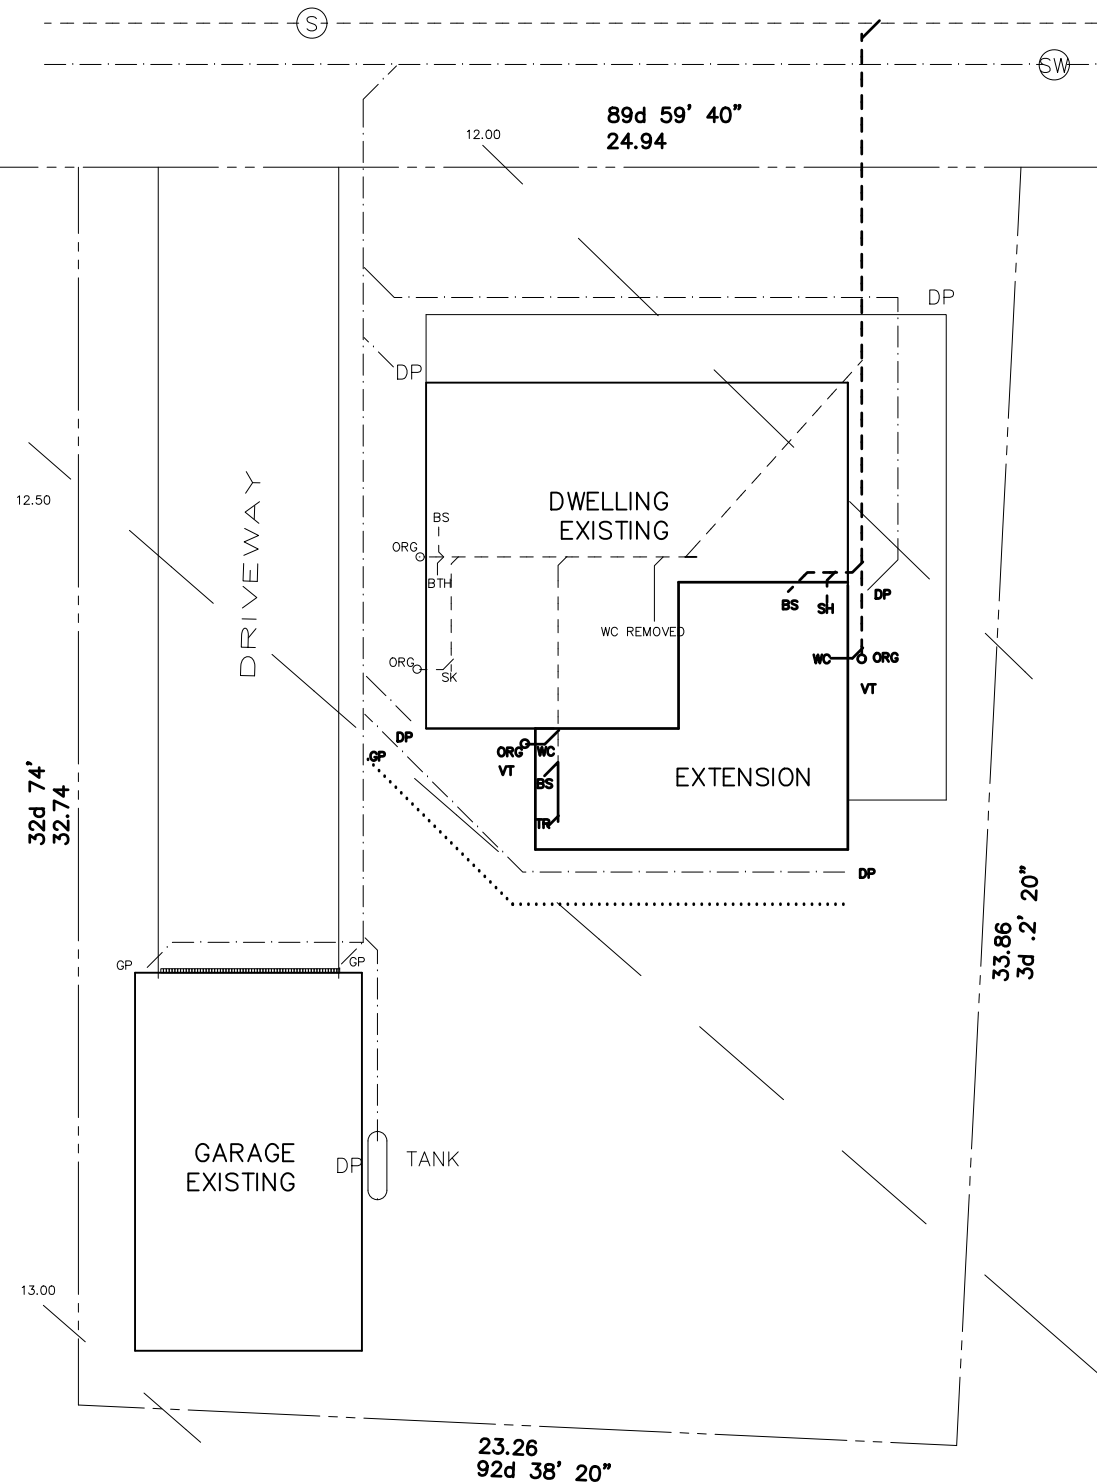 S
SW
89d 59' 40"
24.94
12.00
DP
DP
12.50
DRIVEWAY
DWELLING
EXISTING
BS
ORG
BTH
WC REMOVED
ORG
SK
BS
SH
DP
WC
ORG
VT
DP
.GP
ORG
WC
VT
BS
TR
EXTENSION
32d 74'
32.74
DP
33.86
3d .2' 20"
GP
GP
GARAGE
EXISTING
DP
TANK
13.00
23.26
92d 38' 20"